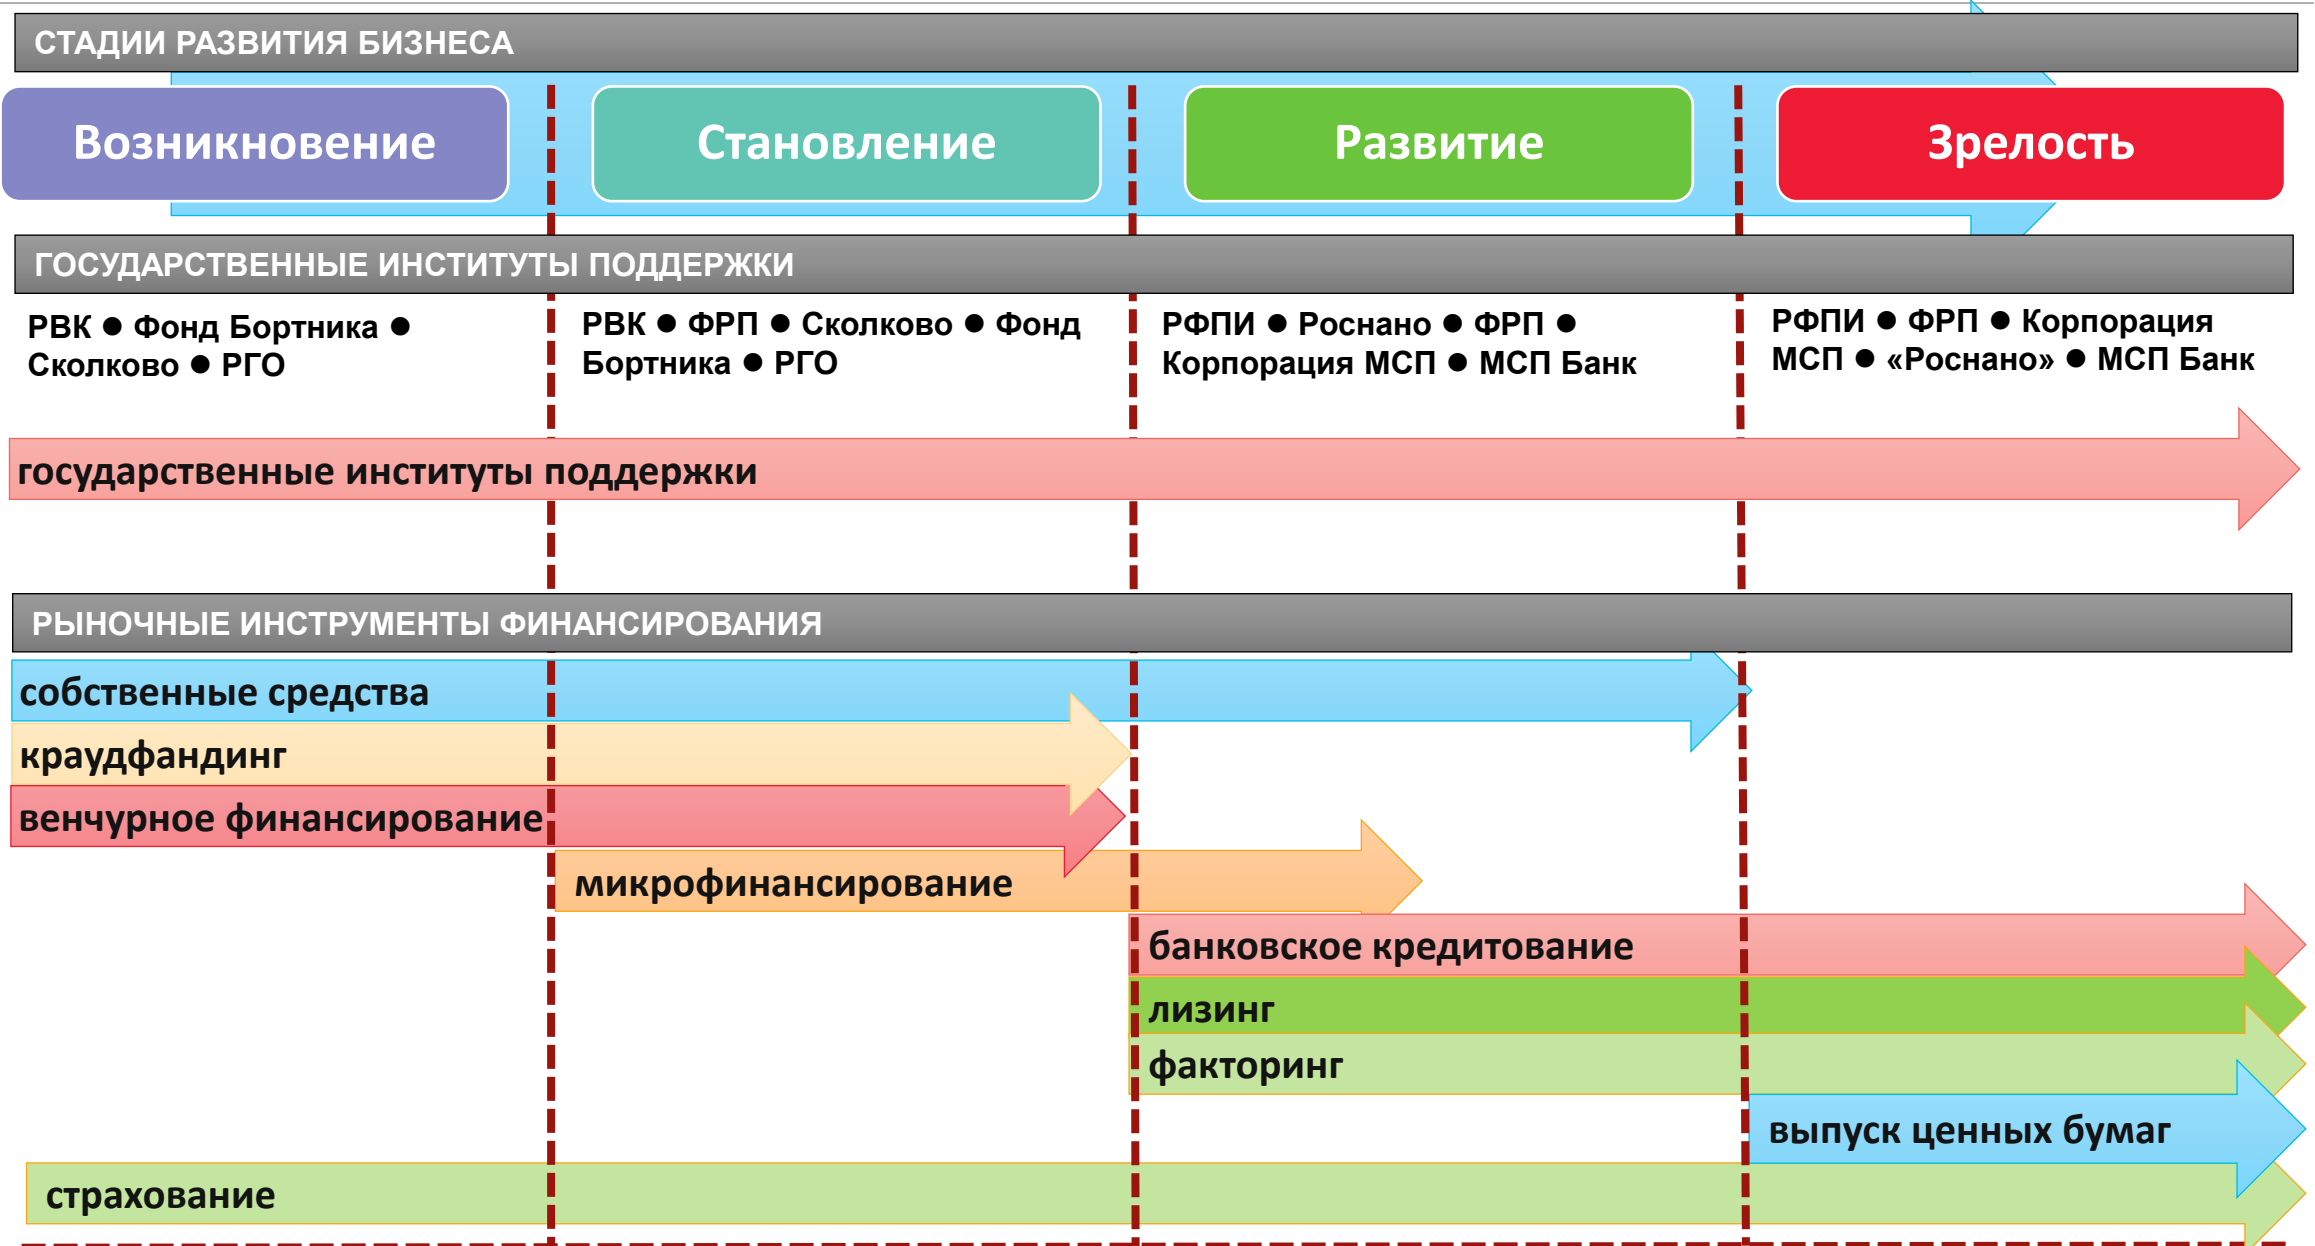 СТАДИИ РАЗВИТИЯ БИЗНЕСА
Возникновение
Становление
Развитие
Зрелость
ГОСУДАРСТВЕННЫЕ ИНСТИТУТЫ ПОДДЕРЖКИ
РВК ● Фонд Бортника ●
Сколково ● РГО
РВК ● ФРП ● Сколково ● Фонд
Бортника ● РГО
РФПИ ● Роснано ● ФРП ●
Корпорация МСП ● МСП Банк
РФПИ ● ФРП ● Корпорация
МСП ● «Роснано» ● МСП Банк
государственные институты поддержки
РЫНОЧНЫЕ ИНСТРУМЕНТЫ ФИНАНСИРОВАНИЯ
собственные средства
краудфандинг
венчурное финансирование
микрофинансирование
банковское кредитование
лизинг
факторинг
выпуск ценных бумаг
страхование